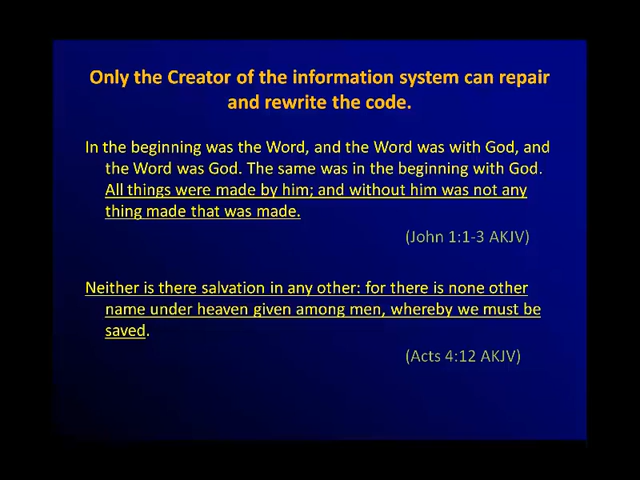 Only the Creator of the information system can repair
and rewrite the code.
In the beginning was the Word, and the Word was with God, and
the Word was God. The same was in the beginning with God.
All things were made by him; and without him was not any
thing made that was made.
(John 1:1-3 AKJV)
Neither is there salvation in any other: for there is none other
name under heaven given among men, whereby we must be
saved.
(Acts 4:12 AKJV)